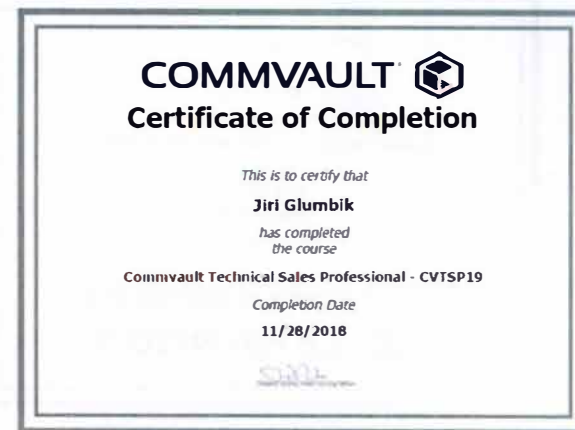 COMMVAULT
Certificate of Completion
This is to certify that
Jiri Glumbik
has completed
the course
Commvault Technical Sales Professional - CVTSP19
Completion Date
11/28/2018